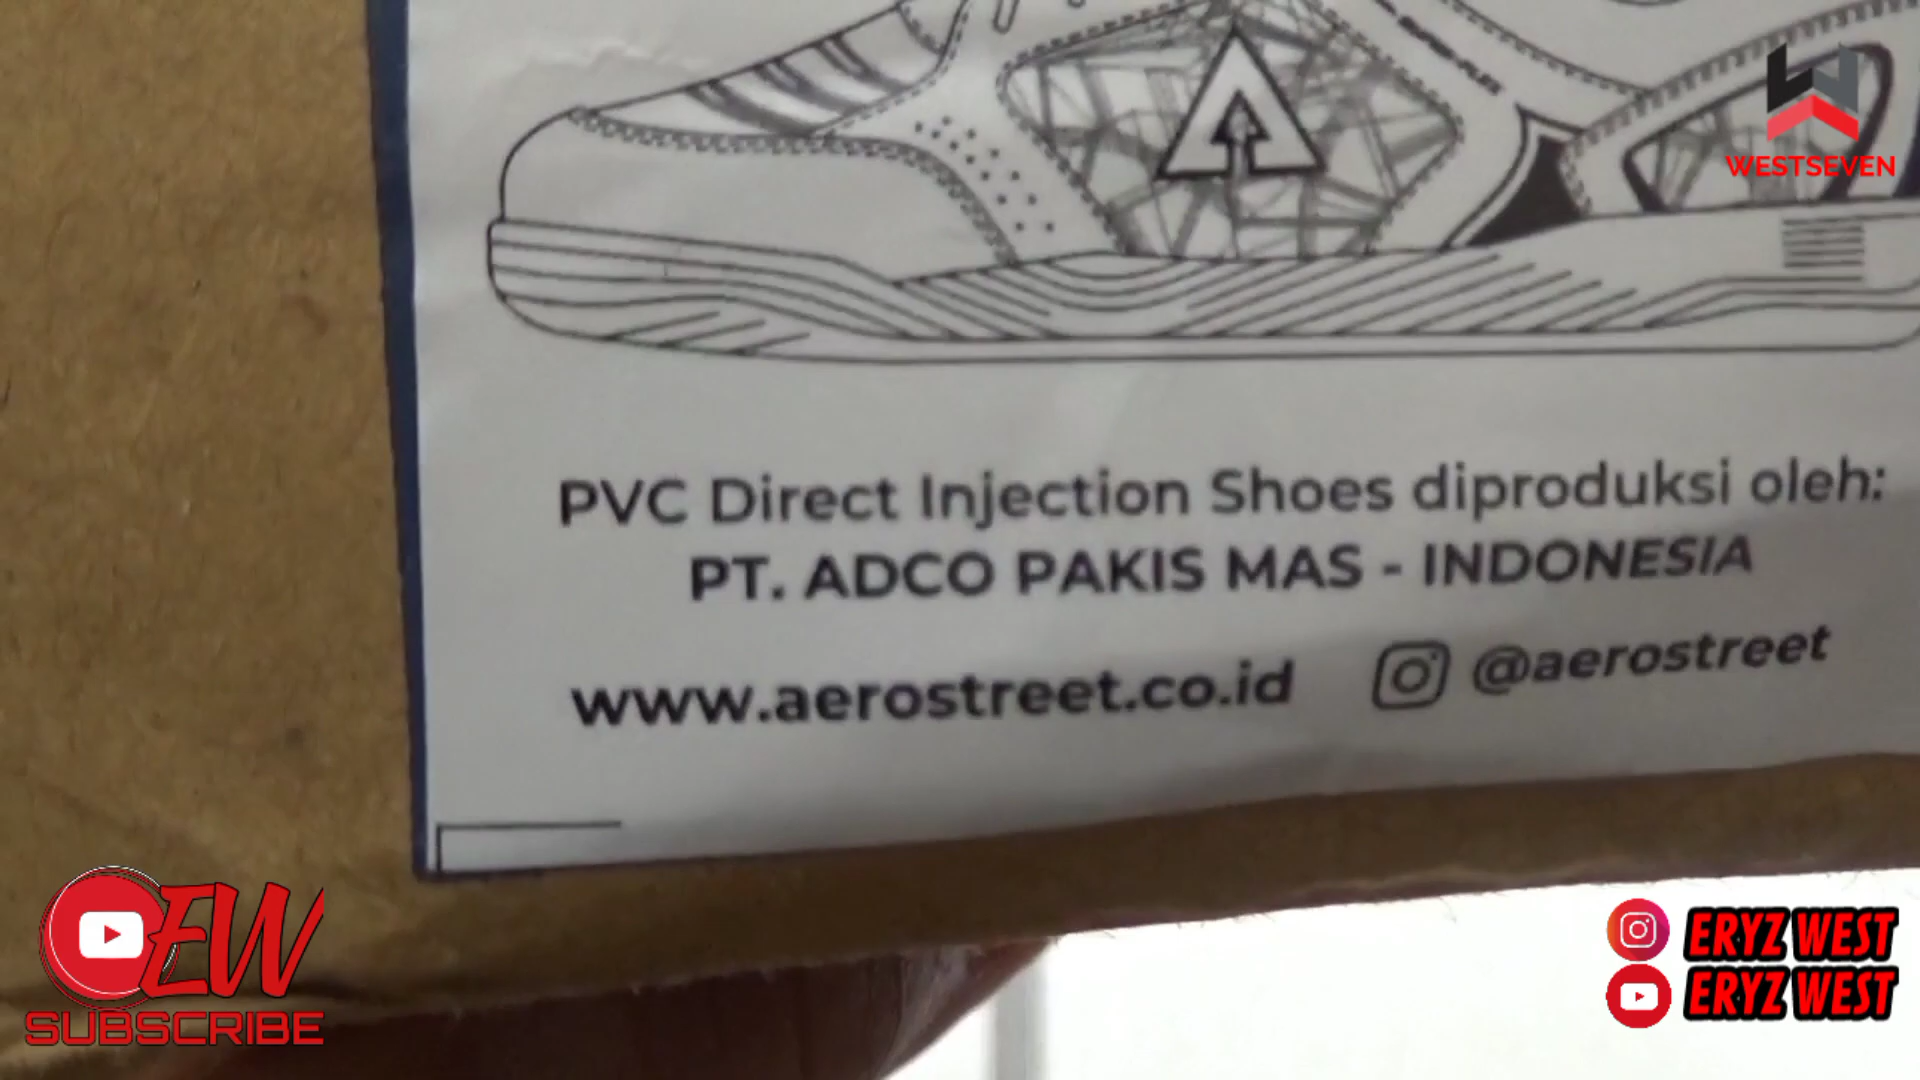 WESTSEVEN
PVC Direct Injection Shoes diproduksi oleh:
PT. ADCO PAKIS MAS - INDONESIA
www.aerostreet.co.id @aerostreet
EW
SUBSCRIBE
ERYZ WEST
ERYZ WEST